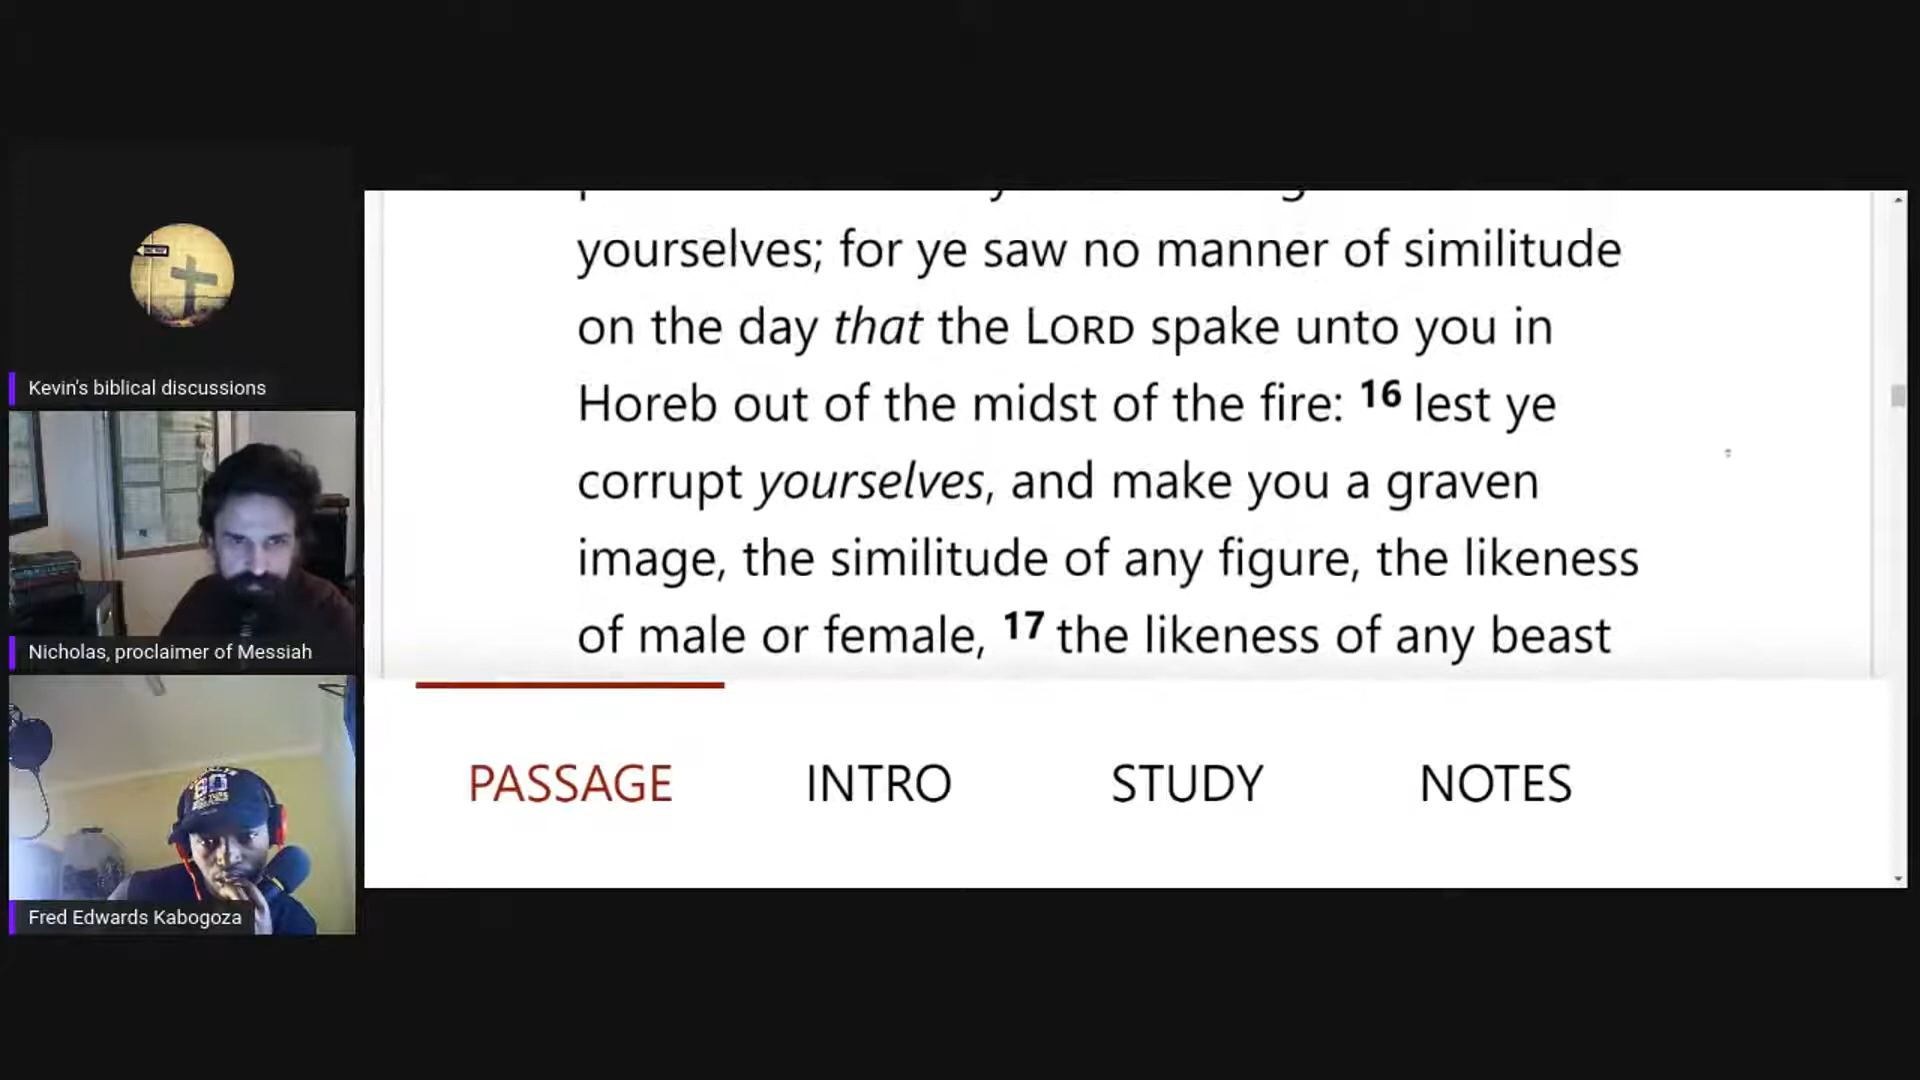 Kevin's biblical discussions
Nicholas, proclaimer of Messiah
Fred Edwards Kabogoza
yourselves; for ye saw no manner of similitude
on the day that the LORD spake unto you in
Horeb out of the midst of the fire: 16 lest ye
corrupt yourselves, and make you a graven
image, the similitude of any figure, the likeness
of male or female, 17 the likeness of any beast
PASSAGE INTRO STUDY NOTES